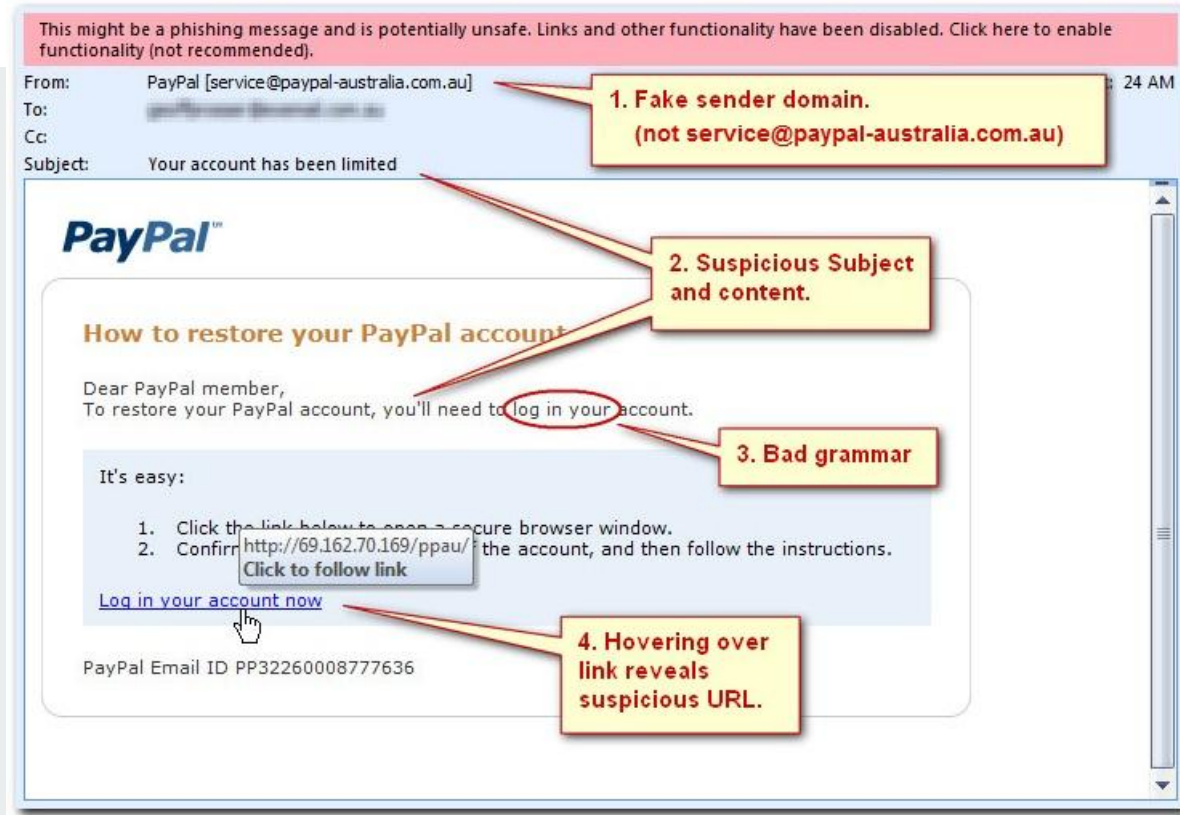 This might be a phishing message and is potentially unsafe. Links and other functionality have been disabled. Click here to enable
functionality (not recommended).
From: PayPal [service@paypal-australia.com.au]
24 AM
To:
Cc:
Subject: Your account has been limited
1. Fake sender domain.
(not service@paypal-australia.com.au)
PayPal™
2. Suspicious Subject
and content.
How to restore your PayPal account
Dear PayPal member,
To restore your PayPal account, you'll need to log in your account.
3. Bad grammar
It's easy:
1. Click the link below to open a secure browser window.
2. Confirm the account, and then follow the instructions.
http://69.162.70.169/ppau/
Click to follow link
Log in your account now
4. Hovering over
link reveals
suspicious URL.
PayPal Email ID PP32260008777636